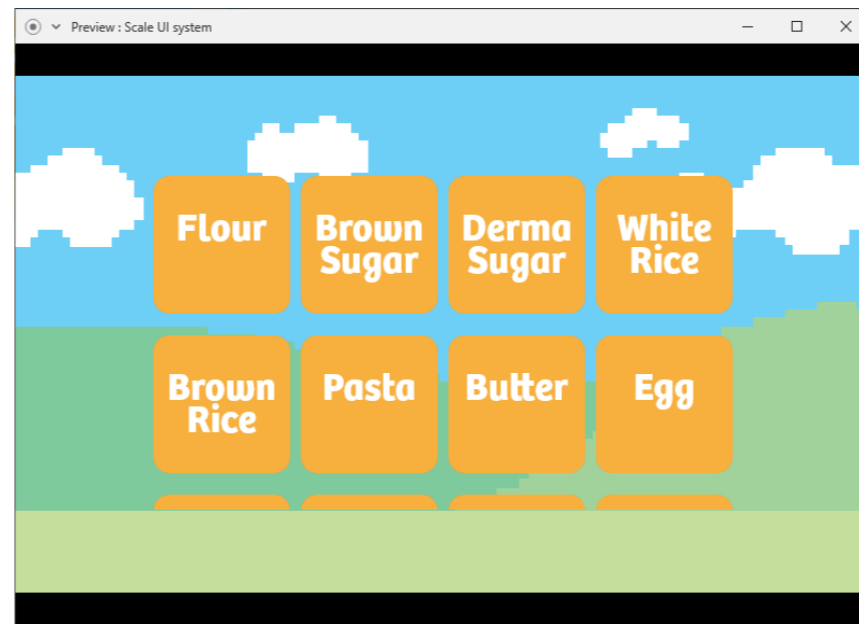 Preview : Scale UI system
Flour
Brown
Sugar
Derma
Sugar
White
Rice
Brown
Rice
Pasta
Butter
Egg